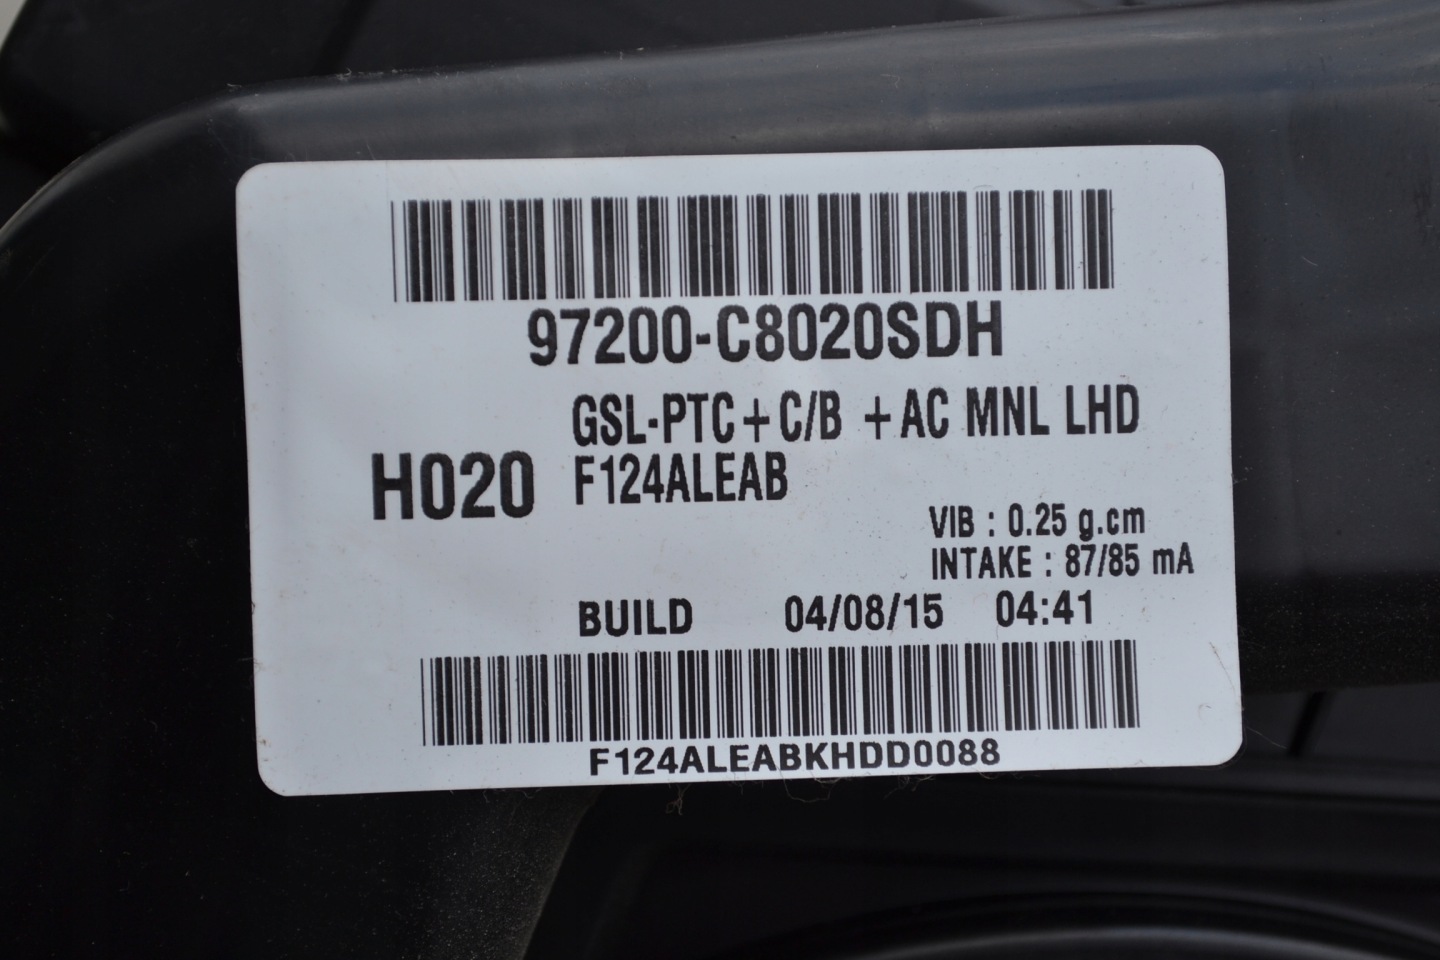 97200-C8020SDH
GSL-PTC+C/B +AC MNL LHD
H020 F124ALEAB
VIB : 0.25 g.cm
INTAKE : 87/85 mA
BUILD 04/08/15 04:41
F124ALEABKHDD0088